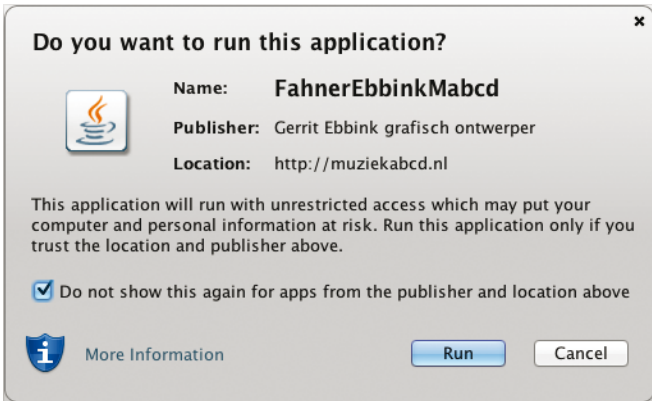 Do you want to run this application?
Name: FahnerEbbinkMabcd
Publisher: Gerrit Ebbink grafisch ontwerper
Location: http://muziekabcd.nl
This application will run with unrestricted access which may put your
computer and personal information at risk. Run this application only if you
trust the location and publisher above.
Do not show this again for apps from the publisher and location above
More Information
Run
Cancel